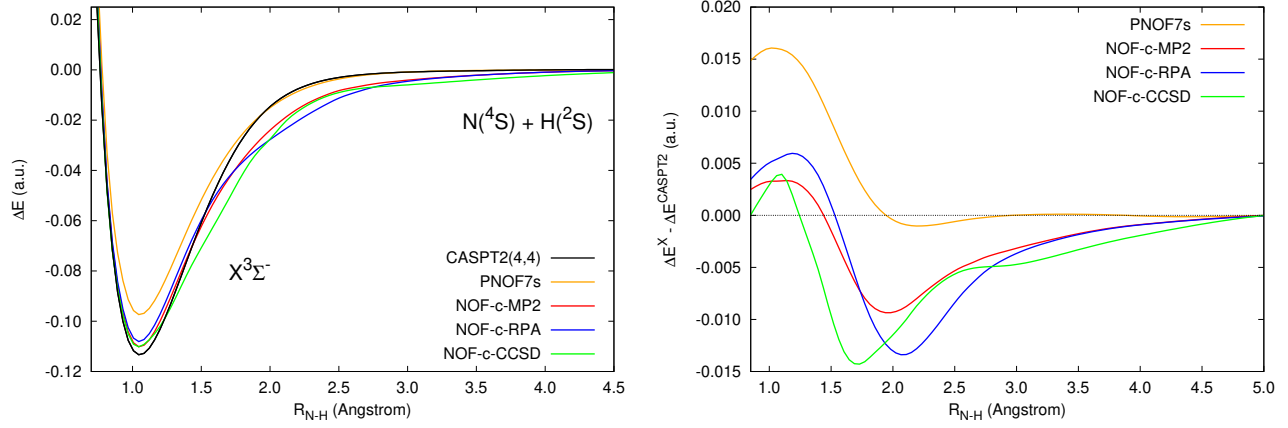 0.02
0.00
-0.02
-0.04
-0.06
-0.08
-0.10
-0.12
ΔE (a.u.)
N(⁴S) + H(²S)
X³Σ⁻
CASPT2(4,4)
PNOF7s
NOF-c-MP2
NOF-c-RPA
NOF-c-CCSD
1.0 1.5 2.0 2.5 3.0 3.5 4.0 4.5
R_N-H (Angstrom)
0.020
0.015
0.010
0.005
0.000
-0.005
-0.010
-0.015
ΔE^X - ΔE^CASPT2 (a.u.)
PNOF7s
NOF-c-MP2
NOF-c-RPA
NOF-c-CCSD
1.0 1.5 2.0 2.5 3.0 3.5 4.0 4.5 5.0
R_N-H (Angstrom)